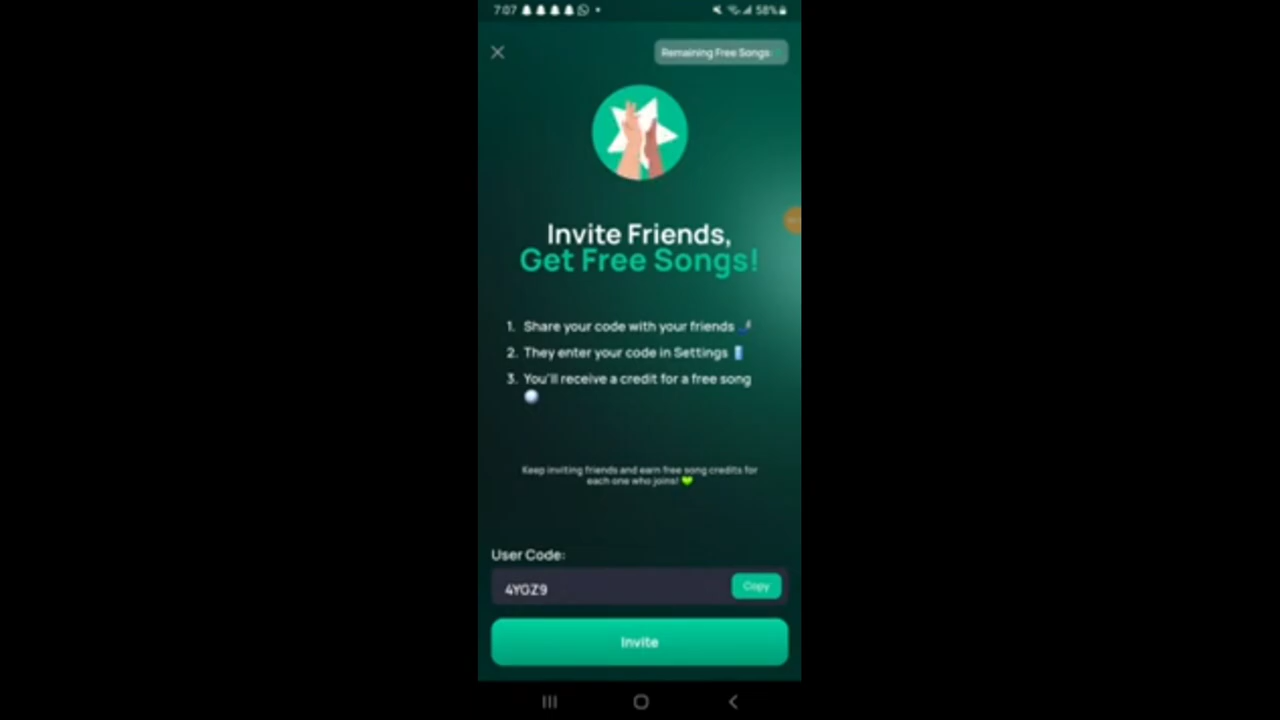 7:07
58%
Remaining Free Songs
Invite Friends,
Get Free Songs!
1. Share your code with your friends
2. They enter your code in Settings
3. You'll receive a credit for a free song
Keep inviting friends and earn free song credits for
each one who joins!
User Code:
4YGZ9
Copy
Invite